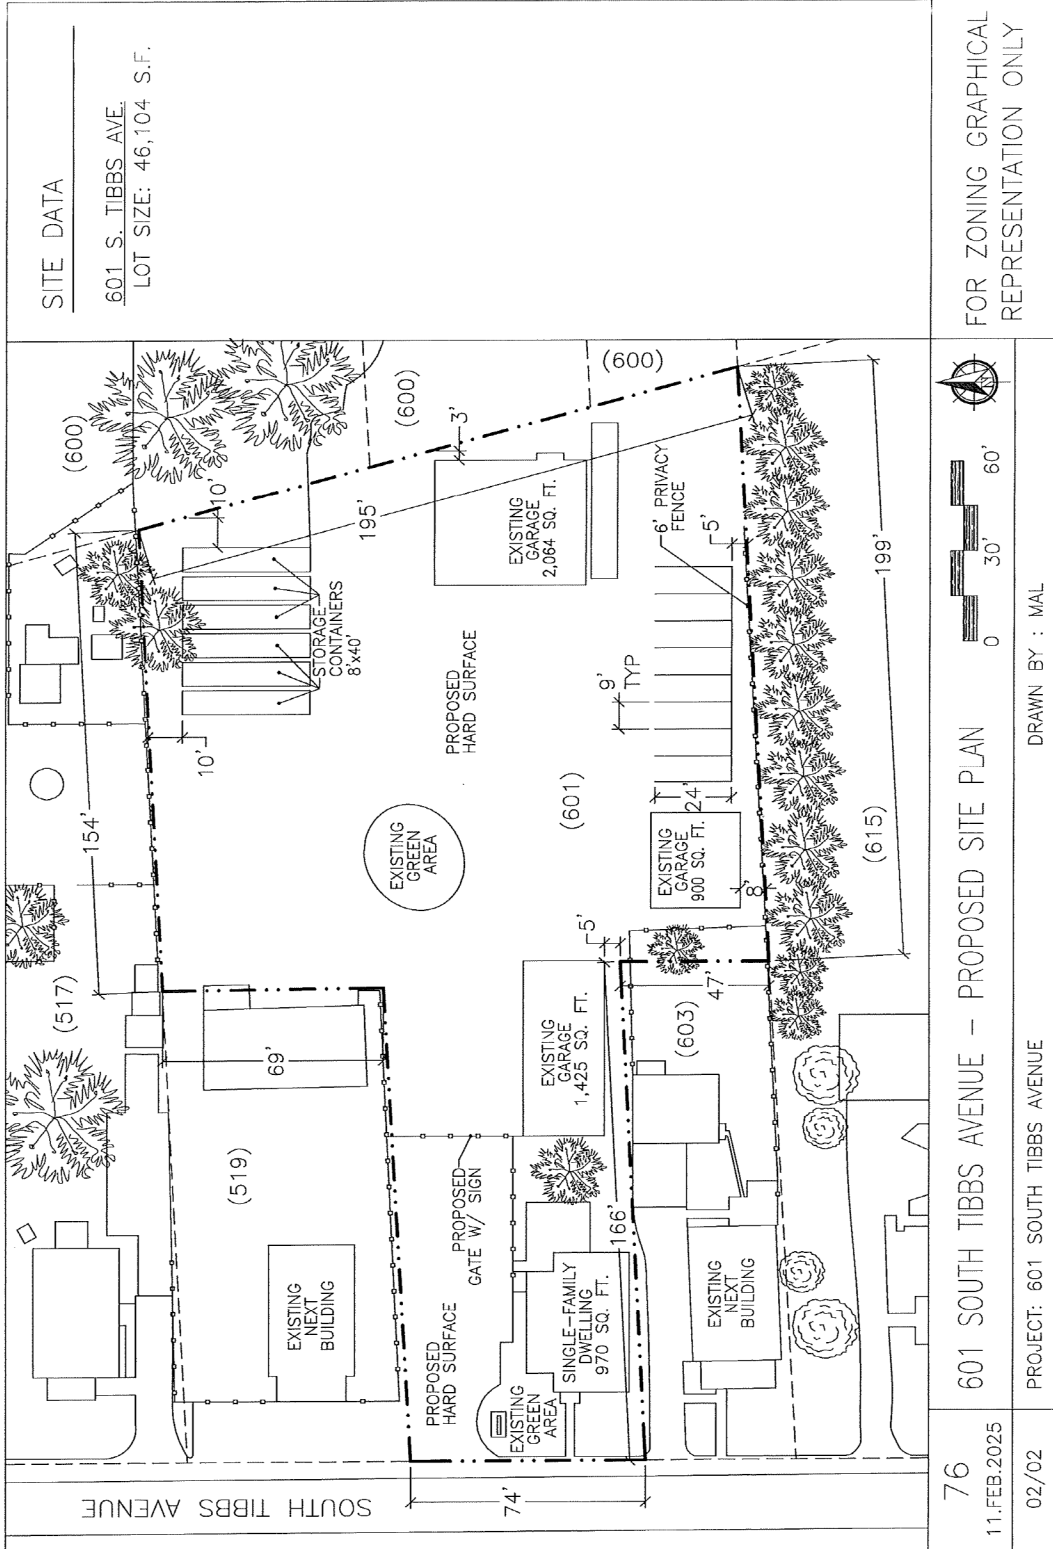 SITE DATA
601 S. TIBBS AVE.
LOT SIZE: 46,104 S.F.
(600)
(600)
(600)
10'
195'
3'
EXISTING
GARAGE
2,064 SQ. FT.
6' PRIVACY
FENCE
5'
199'
STORAGE
CONTAINERS
8'x40'
10'
154'
PROPOSED
HARD SURFACE
9'
TYP
24'
(601)
EXISTING
GREEN
AREA
EXISTING
GARAGE
900 SQ. FT.
8'
(615)
(517)
69'
5'
47'
(603)
EXISTING
GARAGE
1,425 SQ. FT.
(519)
PROPOSED
GATE W/ SIGN
166'
EXISTING
NEXT
BUILDING
PROPOSED
HARD SURFACE
SINGLE-FAMILY
DWELLING
970 SQ. FT.
EXISTING
NEXT
BUILDING
EXISTING
GREEN
AREA
74'
SOUTH TIBBS AVENUE
76
11.FEB.2025
02/02
601 SOUTH TIBBS AVENUE - PROPOSED SITE PLAN
PROJECT: 601 SOUTH TIBBS AVENUE
DRAWN BY : MAL
0 30' 60'
FOR ZONING GRAPHICAL
REPRESENTATION ONLY